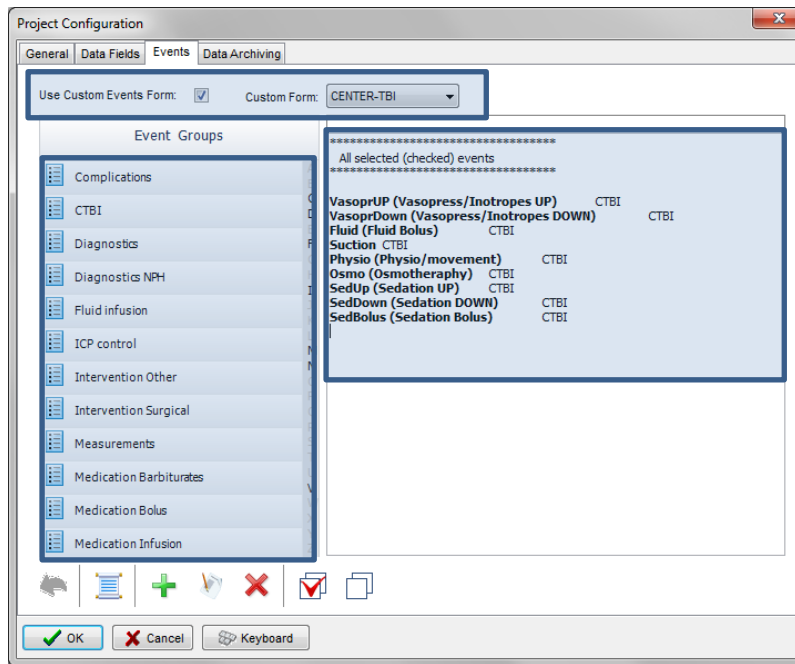 Project Configuration
General Data Fields Events Data Archiving
Use Custom Events Form: Custom Form: CENTER-TBI
Event Groups
Complications
CTBI
Diagnostics
Diagnostics NPH
Fluid infusion
ICP control
Intervention Other
Intervention Surgical
Measurements
Medication Barbiturates
Medication Bolus
Medication Infusion
**********************************
All selected (checked) events
**********************************
VasoprUP (Vasopress/Inotropes UP) CTBI
VasoprDown (Vasopress/Inotropes DOWN) CTBI
Fluid (Fluid Bolus) CTBI
Suction CTBI
Physio (Physio/movement) CTBI
Osmo (Osmotheraphy) CTBI
SedUp (Sedation UP) CTBI
SedDown (Sedation DOWN) CTBI
SedBolus (Sedation Bolus) CTBI
OK Cancel Keyboard